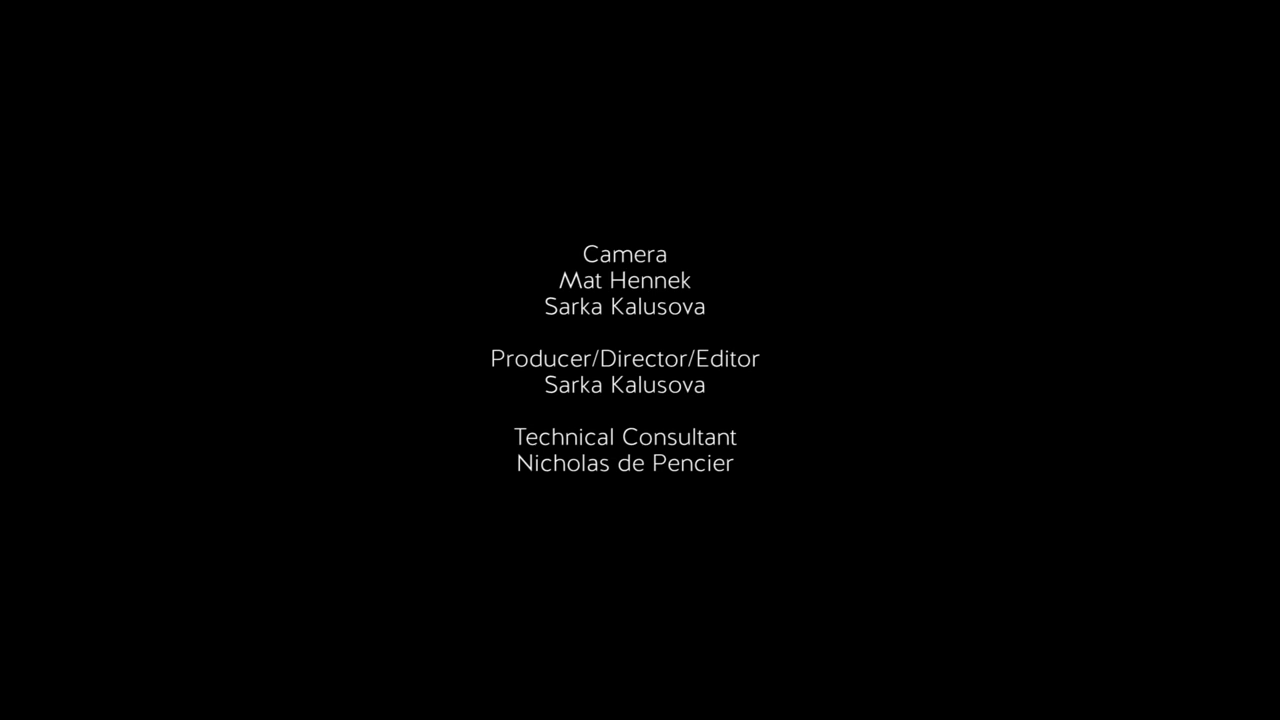 Camera
Mat Hennek
Sarka Kalusova
Producer/Director/Editor
Sarka Kalusova
Technical Consultant
Nicholas de Pencier